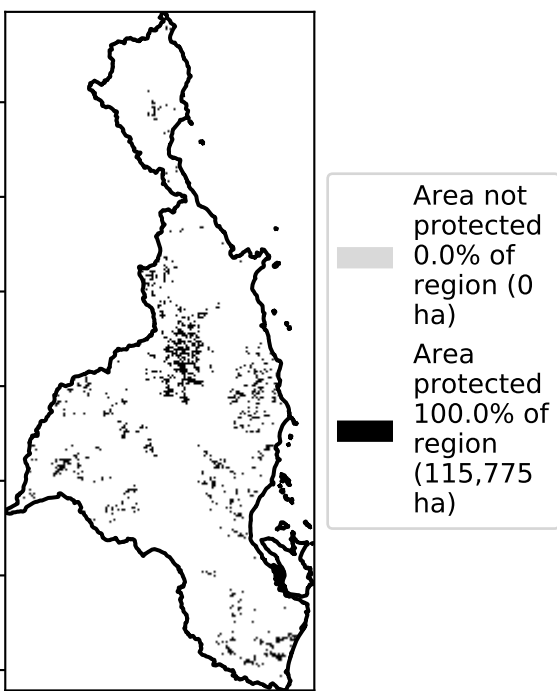 Area not
protected
0.0% of
region (0
ha)
Area
protected
100.0% of
region
(115,775
ha)